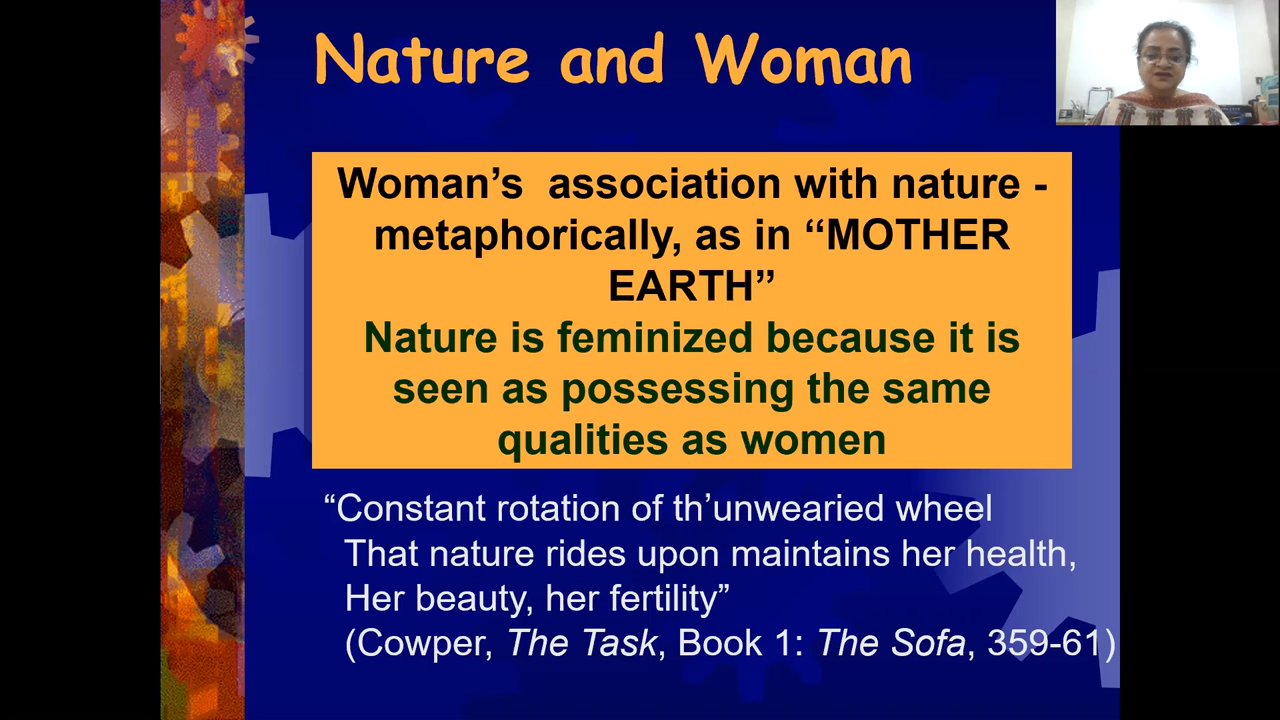 Nature and Woman
Woman’s  association with nature -
metaphorically, as in “MOTHER
EARTH”
Nature is feminized because it is
seen as possessing the same
qualities as women
“Constant rotation of th’unwearied wheel
That nature rides upon maintains her health,
Her beauty, her fertility”
(Cowper, The Task, Book 1: The Sofa, 359-61)